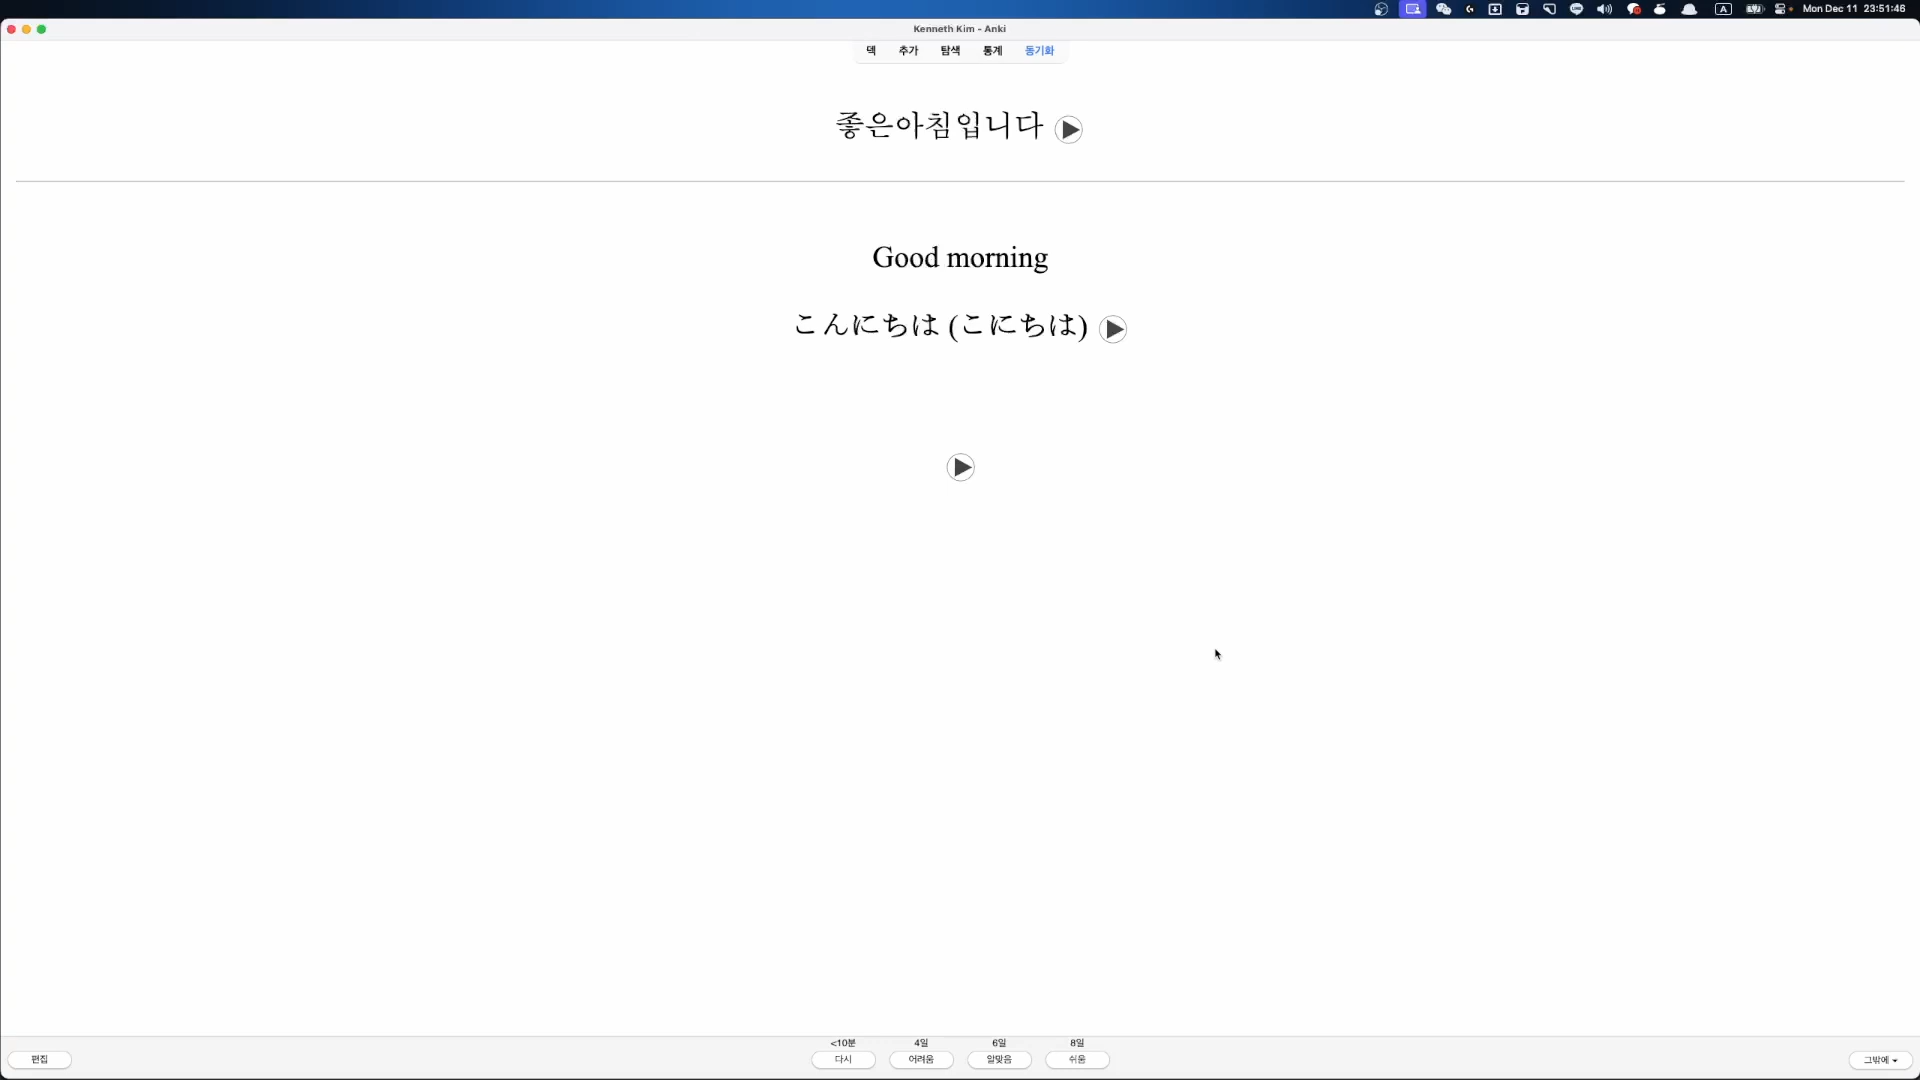 Mon Dec 11 23:51:46
Kenneth Kim - Anki
덱 추가 탐색 통계 동기화
좋은아침입니다
Good morning
こんにちは (こにちは)
<10분 4일 6일 8일
편집 다시 어려움 알맞음 쉬움 그밖에